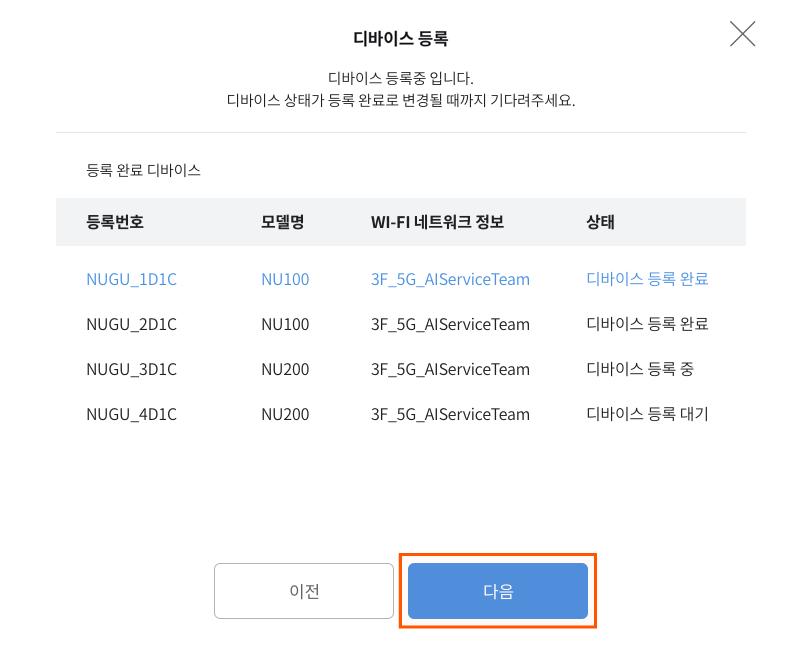 디바이스 등록
디바이스 등록중 입니다.
디바이스 상태가 등록 완료로 변경될 때까지 기다려주세요.
등록 완료 디바이스
등록번호 모델명 WI-FI 네트워크 정보 상태
NUGU_1D1C NU100 3F_5G_AIServiceTeam 디바이스 등록 완료
NUGU_2D1C NU100 3F_5G_AIServiceTeam 디바이스 등록 완료
NUGU_3D1C NU200 3F_5G_AIServiceTeam 디바이스 등록 중
NUGU_4D1C NU200 3F_5G_AIServiceTeam 디바이스 등록 대기
이전 다음